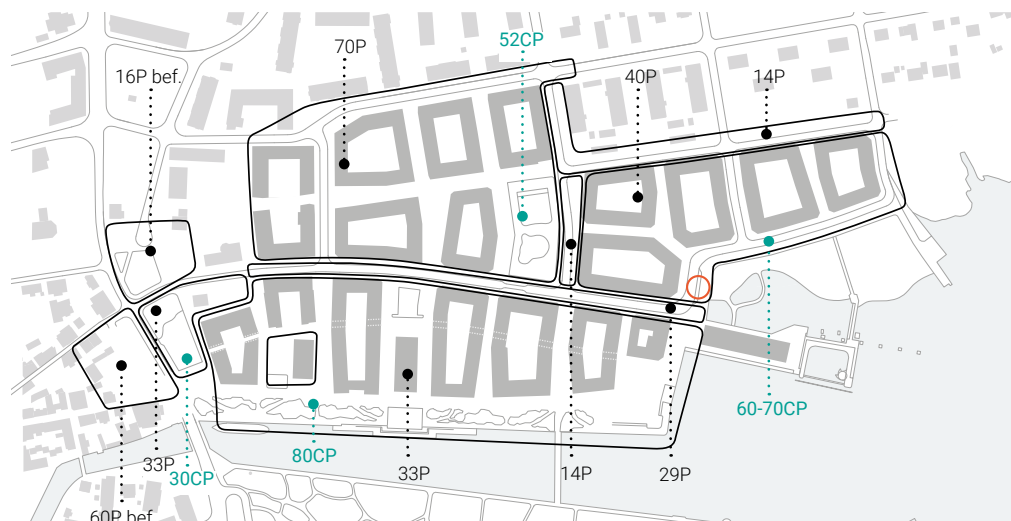 52CP
70P
16P bef.
40P
14P
60-70CP
33P
30CP
80CP
33P
14P
29P
60P bef.